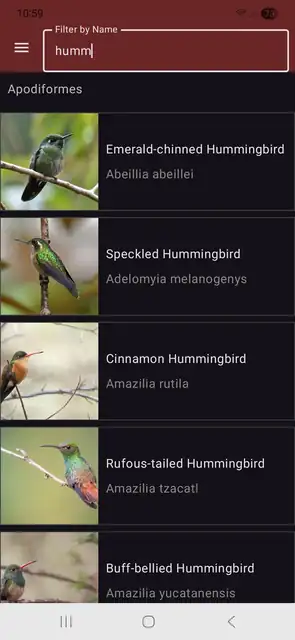 10:59
73
Filter by Name
humm
Apodiformes
Emerald-chinned Hummingbird
Abeillia abeillei
Speckled Hummingbird
Adelomyia melanogenys
Cinnamon Hummingbird
Amazilia rutila
Rufous-tailed Hummingbird
Amazilia tzacatl
Buff-bellied Hummingbird
Amazilia yucatanensis